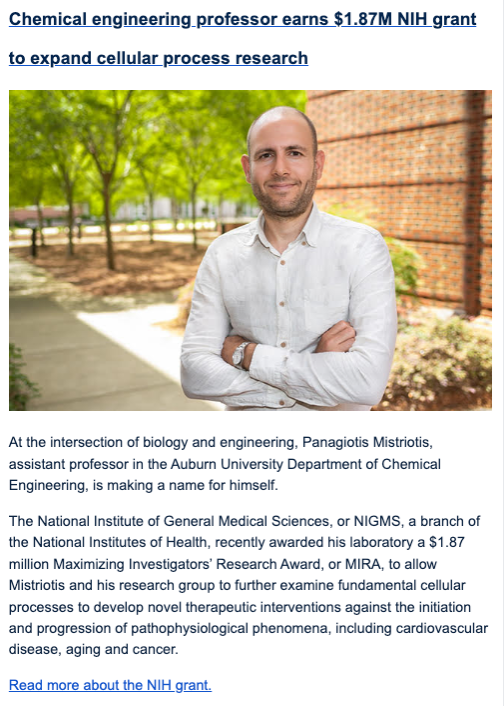 Chemical engineering professor earns $1.87M NIH grant
to expand cellular process research
At the intersection of biology and engineering, Panagiotis Mistriotis,
assistant professor in the Auburn University Department of Chemical
Engineering, is making a name for himself.
The National Institute of General Medical Sciences, or NIGMS, a branch of
the National Institutes of Health, recently awarded his laboratory a $1.87
million Maximizing Investigators' Research Award, or MIRA, to allow
Mistriotis and his research group to further examine fundamental cellular
processes to develop novel therapeutic interventions against the initiation
and progression of pathophysiological phenomena, including cardiovascular
disease, aging and cancer.
Read more about the NIH grant.